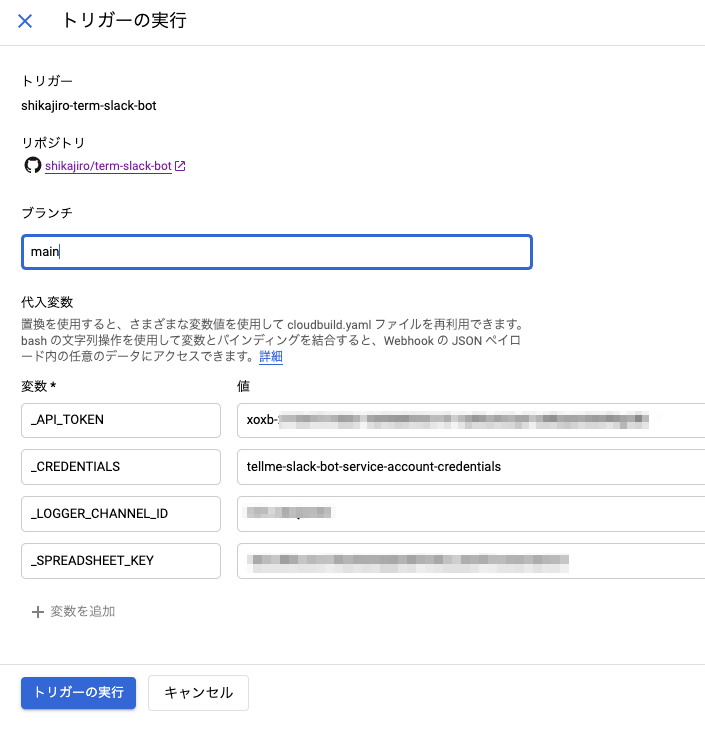 トリガーの実行
トリガー
shikajiro-term-slack-bot
リポジトリ
shikajiro/term-slack-bot
ブランチ
main
代入変数
置換を使用すると、さまざまな変数値を使用して cloudbuild.yaml ファイルを再利用できます。
bash の文字列操作を使用して変数とバインディングを結合すると、Webhook の JSON ペイロ
ード内の任意のデータにアクセスできます。詳細
変数 * 値
_API_TOKEN xoxb-
_CREDENTIALS tellme-slack-bot-service-account-credentials
_LOGGER_CHANNEL_ID
_SPREADSHEET_KEY
変数を追加
トリガーの実行 キャンセル